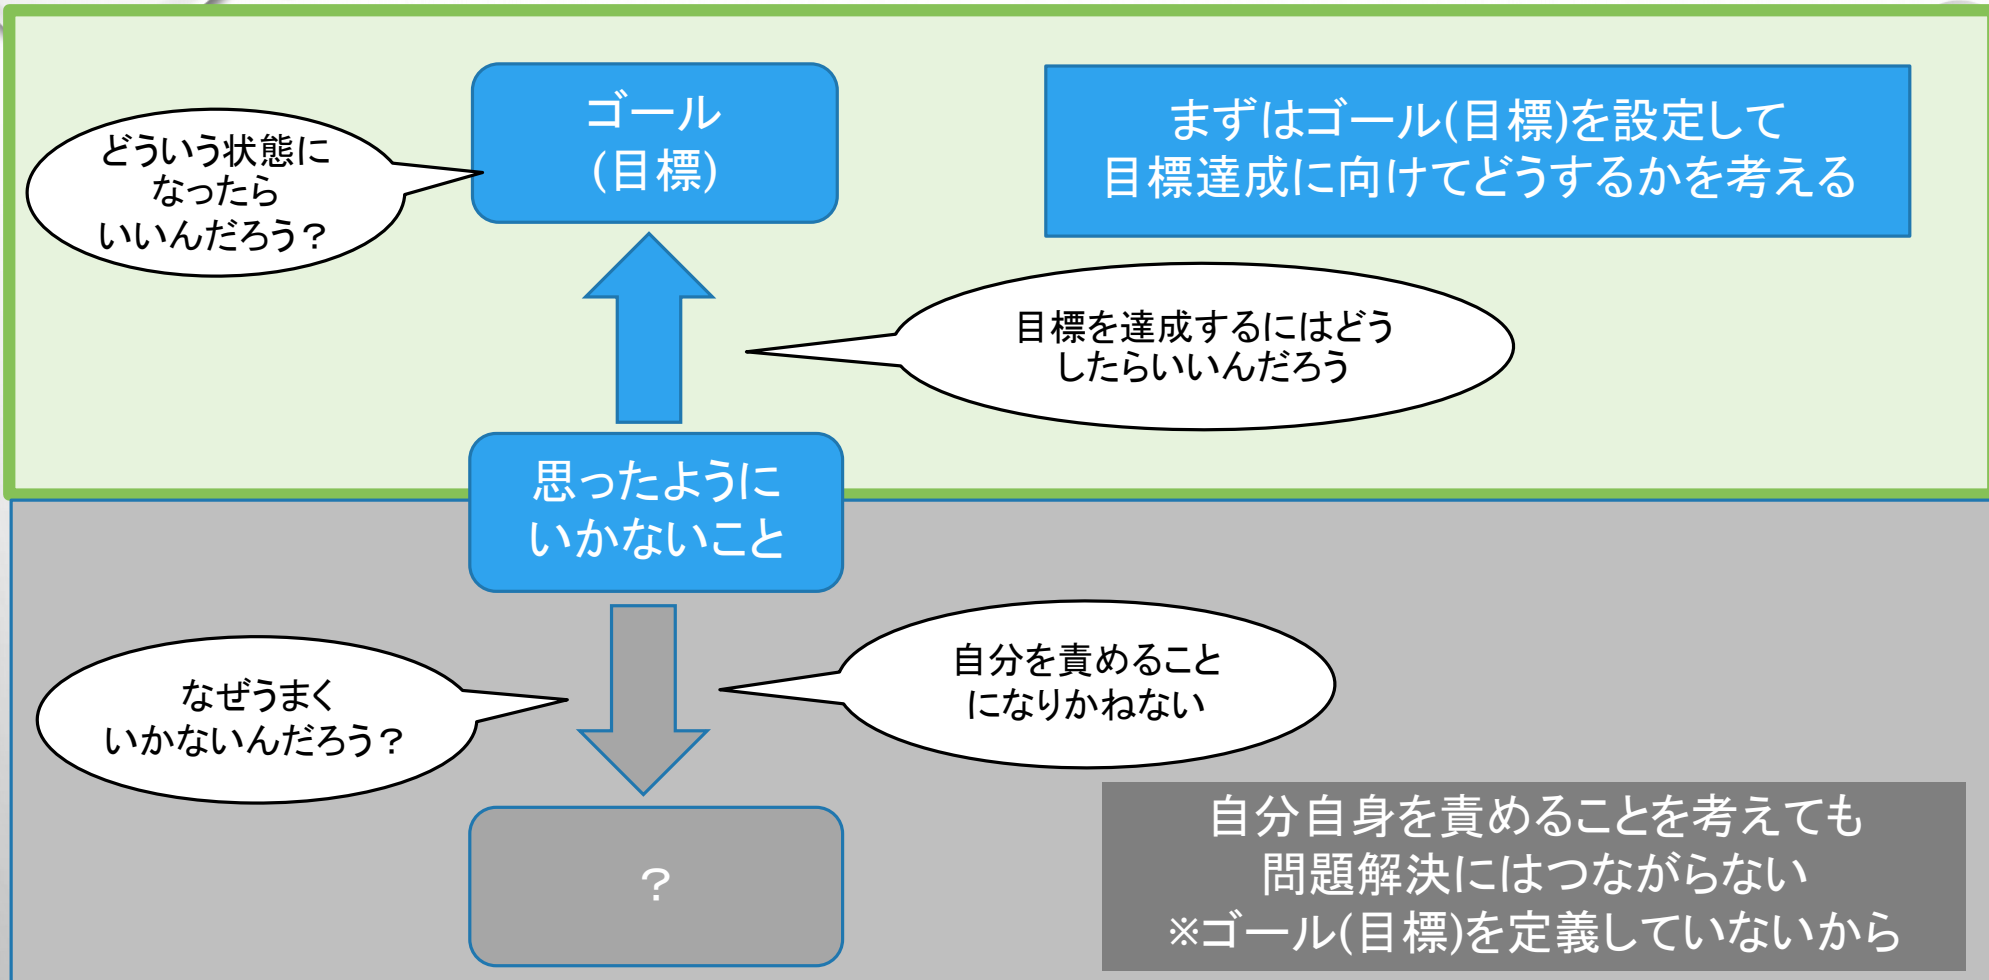 ゴール
(目標)
まずはゴール(目標)を設定して
目標達成に向けてどうするかを考える
どういう状態に
なったら
いいんだろう？
目標を達成するにはどう
したらいいんだろう
思ったように
いかないこと
自分を責めること
になりかねない
なぜうまく
いかないんだろう？
自分自身を責めることを考えても
問題解決にはつながらない
※ゴール(目標)を定義していないから
？